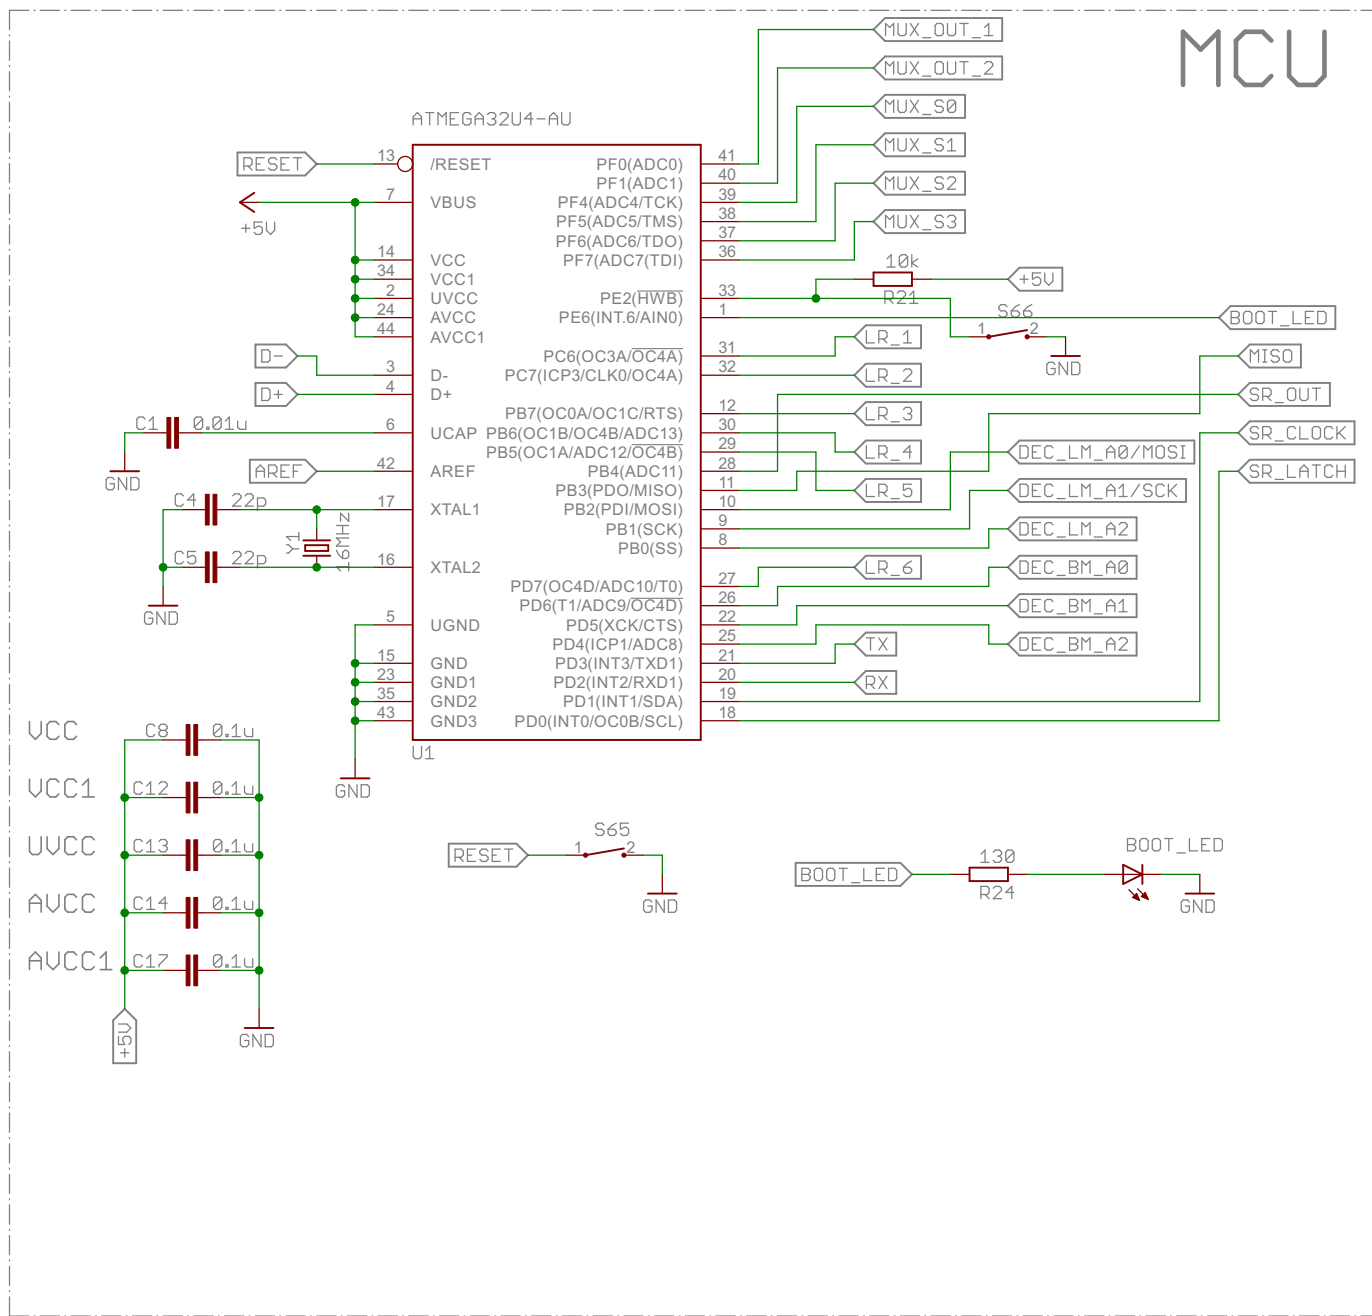 MCU
MUX_OUT_1
MUX_OUT_2
MUX_S0
MUX_S1
MUX_S2
MUX_S3
ATMEGA32U4-AU
RESET
13 /RESET
7 VBUS
+5V
14 VCC
34 VCC1
2 UVCC
24 AVCC
44 AVCC1
D-
3 D-
D+
4 D+
C1 0.01u
6 UCAP
GND
AREF
42 AREF
C4 22p
17 XTAL1
Y1
16MHz
C5 22p
16 XTAL2
GND
5 UGND
15 GND
23 GND1
35 GND2
43 GND3
U1
GND
PF0(ADC0) 41
PF1(ADC1) 40
PF4(ADC4/TCK) 39
PF5(ADC5/TMS) 38
PF6(ADC6/TDO) 37
PF7(ADC7(TDI) 36
PE2(HWB) 33
PE6(INT.6/AIN0) 1
PC6(OC3A/OC4A) 31
PC7(ICP3/CLK0/OC4A) 32
PB7(OC0A/OC1C/RTS) 12
PB6(OC1B/OC4B/ADC13) 30
PB5(OC1A/ADC12/OC4B) 29
PB4(ADC11) 28
PB3(PDO/MISO) 11
PB2(PDI/MOSI) 10
PB1(SCK) 9
PB0(SS) 8
PD7(OC4D/ADC10/T0) 27
PD6(T1/ADC9/OC4D) 26
PD5(XCK/CTS) 22
PD4(ICP1/ADC8) 25
PD3(INT3/TXD1) 21
PD2(INT2/RXD1) 20
PD1(INT1/SDA) 19
PD0(INT0/OC0B/SCL) 18
10k
R21
+5V
S66
1 2
GND
BOOT_LED
LR_1
MISO
LR_2
SR_OUT
LR_3
SR_CLOCK
LR_4
DEC_LM_A0/MOSI
SR_LATCH
LR_5
DEC_LM_A1/SCK
DEC_LM_A2
LR_6
DEC_BM_A0
DEC_BM_A1
TX
DEC_BM_A2
RX
VCC C8 0.1u
VCC1 C12 0.1u
UVCC C13 0.1u
AVCC C14 0.1u
AVCC1 C17 0.1u
+5V
GND
S65
RESET 1 2
GND
BOOT_LED
130
R24
BOOT_LED
GND